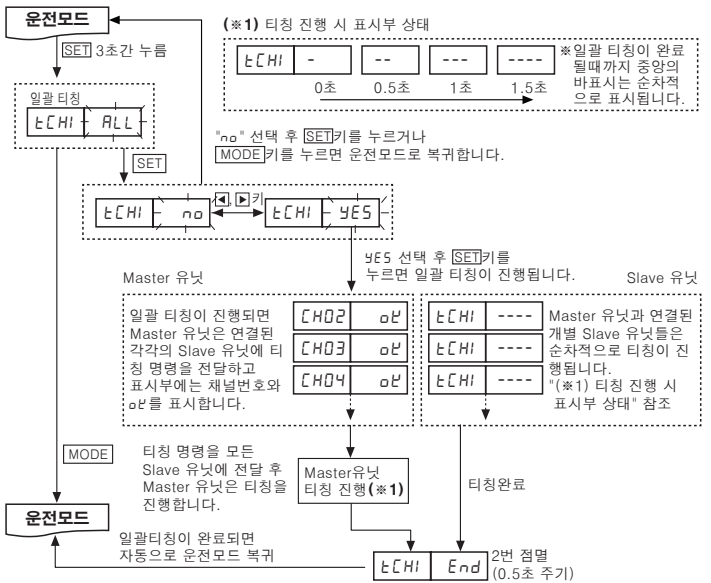 운전모드
SET 3초간 누름
일괄 티칭
tCHI ALL
SET
(※1) 티칭 진행 시 표시부 상태
tCHI - -- --- ----
0초 0.5초 1초 1.5초
※일괄 티칭이 완료
될때까지 중앙의
바표시는 순차적
으로 표시됩니다.
"no" 선택 후 SET키를 누르거나
MODE키를 누르면 운전모드로 복귀합니다.
tCHI no ◀, ▶ 키 tCHI YES
YES 선택 후 SET키를
누르면 일괄 티칭이 진행됩니다.
Master 유닛
일괄 티칭이 진행되면
Master 유닛은 연결된
각각의 Slave 유닛에 티
칭 명령을 전달하고
표시부에는 채널번호와
oK를 표시합니다.
CH02 oK
CH03 oK
CH04 oK
Slave 유닛
tCHI ----
tCHI ----
tCHI ----
Master 유닛과 연결된
개별 Slave 유닛들은
순차적으로 티칭이 진
행됩니다.
"(※1) 티칭 진행 시
표시부 상태" 참조
MODE
티칭 명령을 모든
Slave 유닛에 전달 후
Master 유닛은 티칭을
진행합니다.
Master유닛
티칭 진행(※1)
티칭완료
운전모드
일괄티칭이 완료되면
자동으로 운전모드 복귀
tCHI End
2번 점멸
(0.5초 주기)